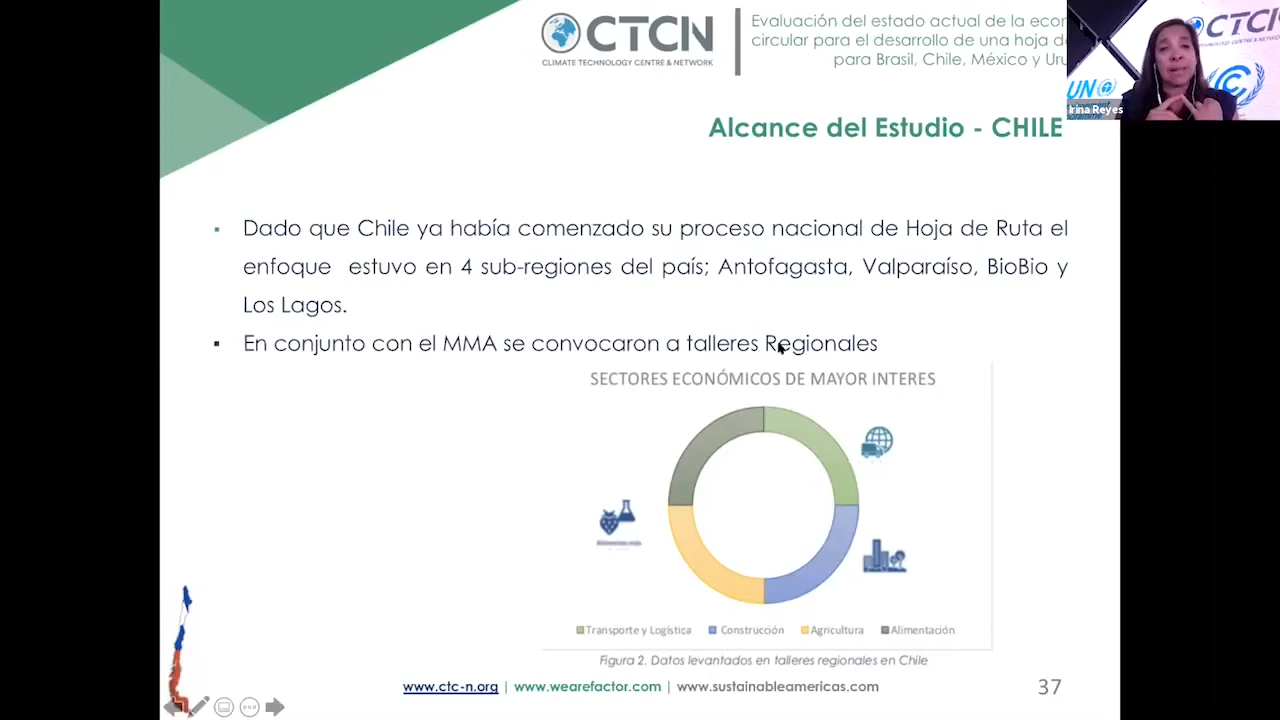 CTCN
CLIMATE TECHNOLOGY CENTRE & NETWORK
Evaluación del estado actual de la econ
circular para el desarrollo de una hoja d
para Brasil, Chile, México y Uru
CTCN
UN
Irina Reyes
Alcance del Estudio - CHILE
▪ Dado que Chile ya había comenzado su proceso nacional de Hoja de Ruta el
enfoque estuvo en 4 sub-regiones del país; Antofagasta, Valparaíso, BioBio y
Los Lagos.
▪ En conjunto con el MMA se convocaron a talleres Regionales
SECTORES ECONÓMICOS DE MAYOR INTERES
Transporte y Logística Construcción Agricultura Alimentación
Figura 2. Datos levantados en talleres regionales en Chile
www.ctc-n.org | www.wearefactor.com | www.sustainableamericas.com
37